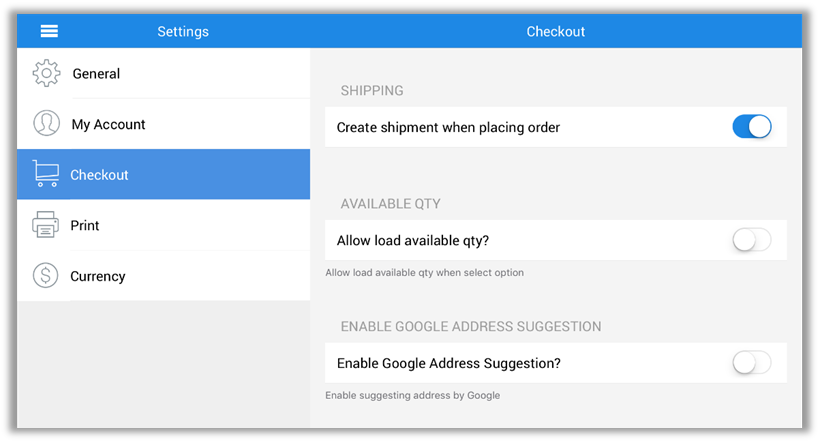 Settings
Checkout
General
My Account
Checkout
Print
Currency
SHIPPING
Create shipment when placing order
AVAILABLE QTY
Allow load available qty?
Allow load available qty when select option
ENABLE GOOGLE ADDRESS SUGGESTION
Enable Google Address Suggestion?
Enable suggesting address by Google